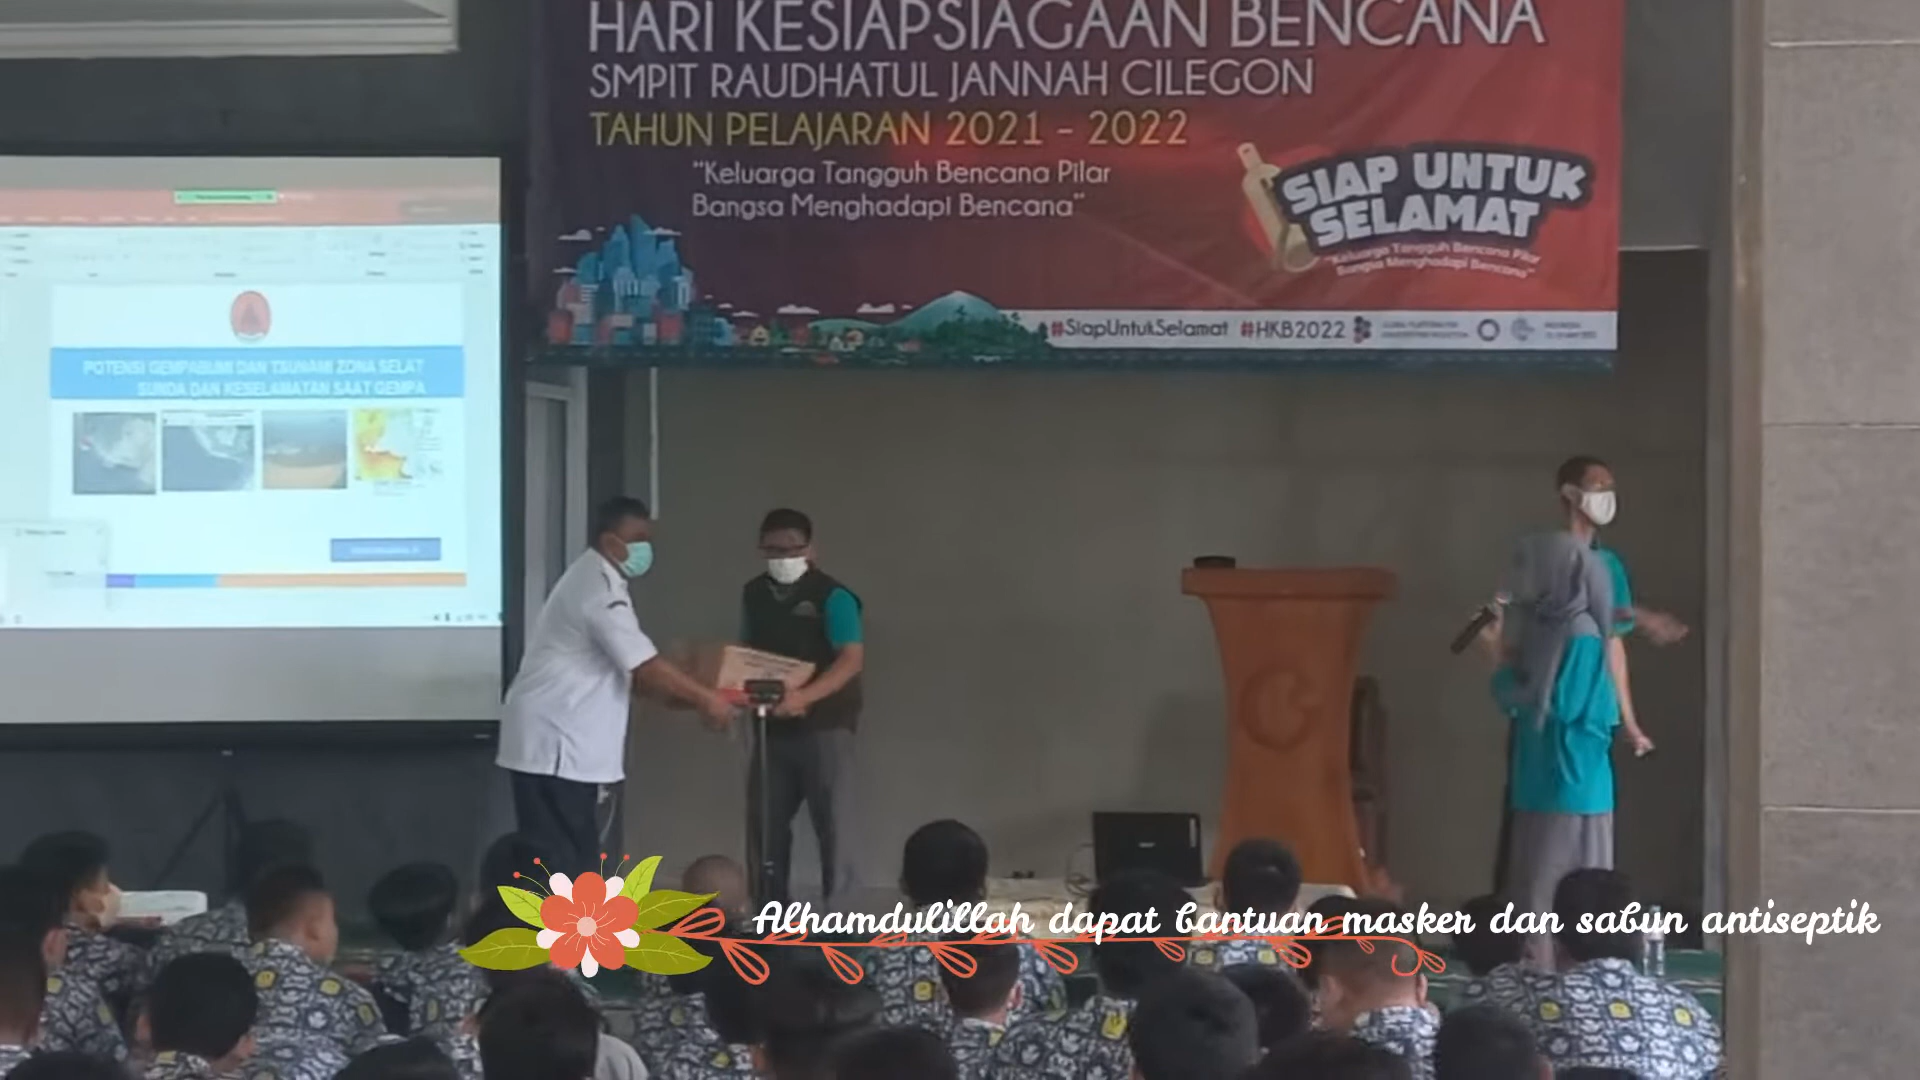 HARI KESIAPSIAGAAN BENCANA
SMPIT RAUDHATUL JANNAH CILEGON
TAHUN PELAJARAN 2021 - 2022
"Keluarga Tangguh Bencana Pilar
Bangsa Menghadapi Bencana"
SIAP UNTUK
SELAMAT
"Keluarga Tangguh Bencana Pilar
Bangsa Menghadapi Bencana"
#SiapUntukSelamat #HKB2022
POTENSI GEMPABUMI DAN TSUNAMI ZONA SELAT
SUNDA DAN KESELAMATAN SAAT GEMPA
Alhamdulillah dapat bantuan masker dan sabun antiseptik